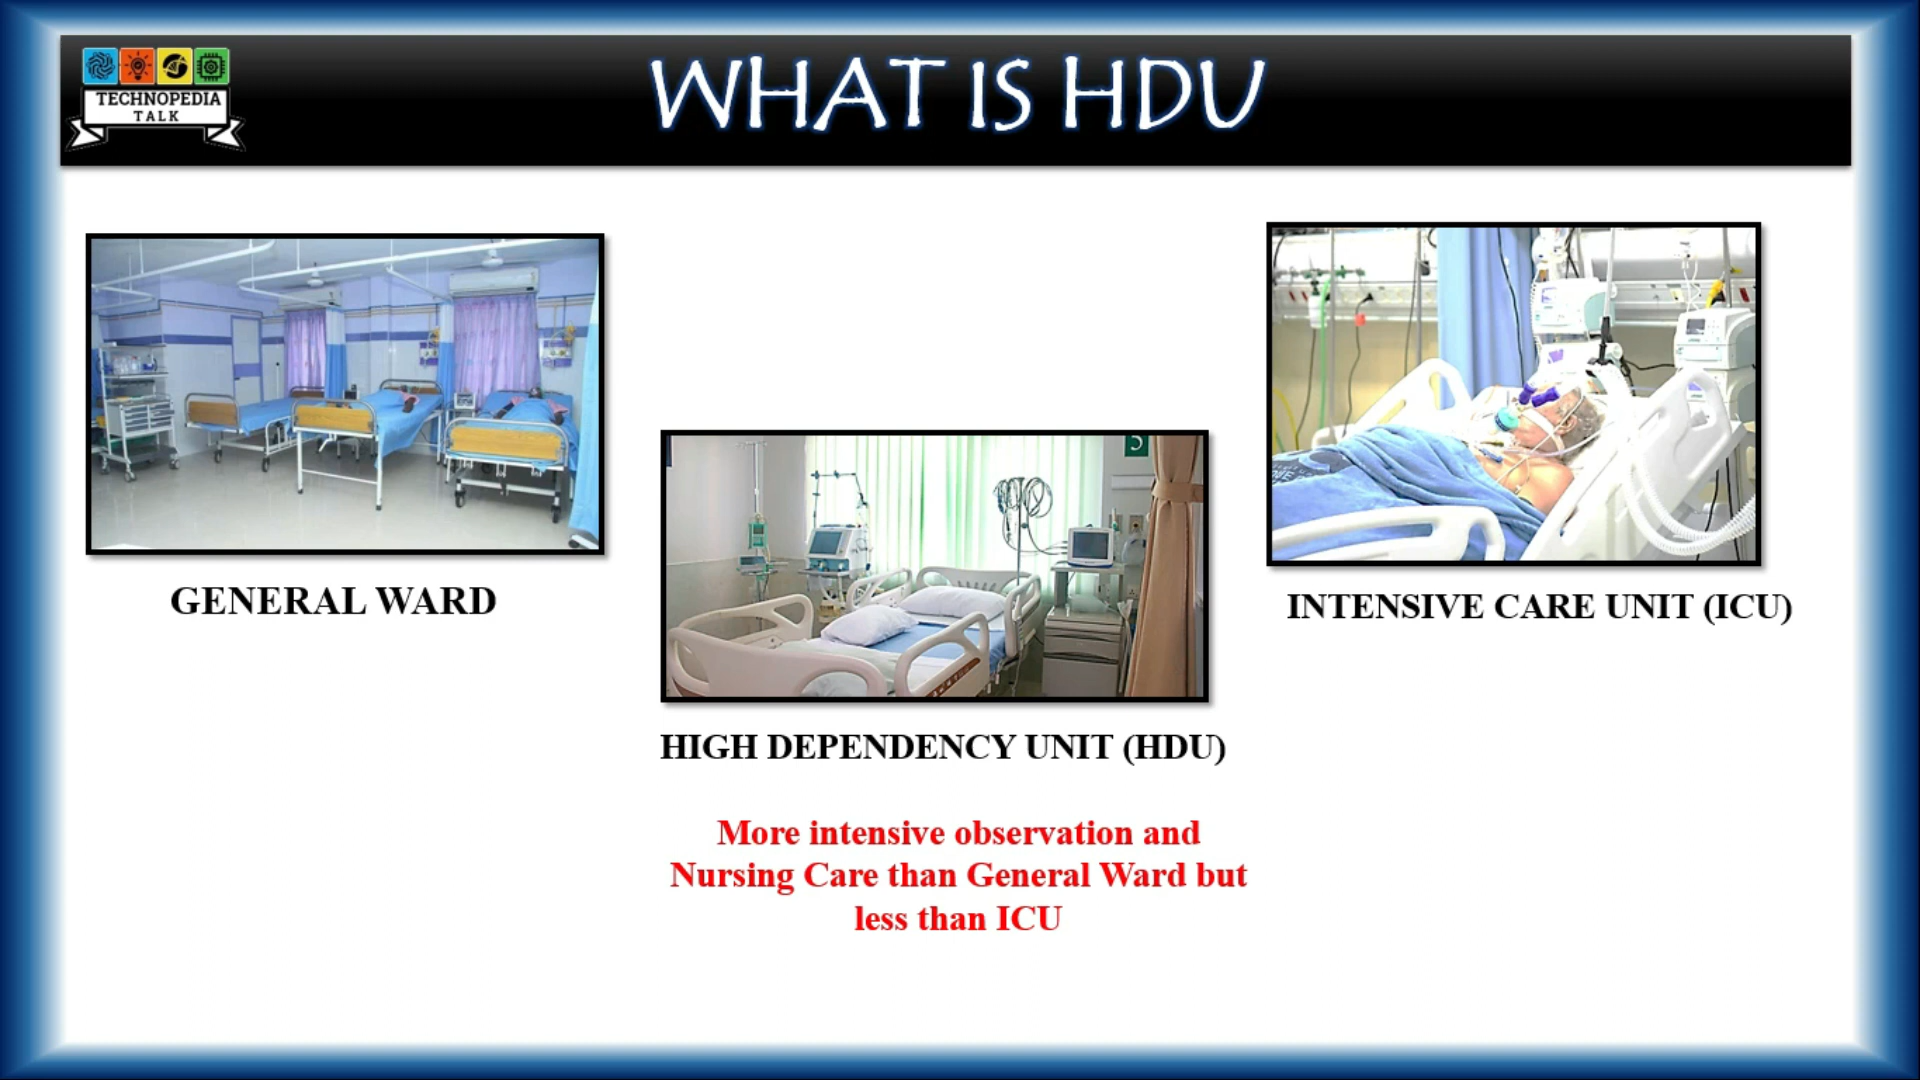 TECHNOPEDIA
TALK
WHAT IS HDU
5
GENERAL WARD
HIGH DEPENDENCY UNIT (HDU)
INTENSIVE CARE UNIT (ICU)
More intensive observation and
Nursing Care than General Ward but
less than ICU